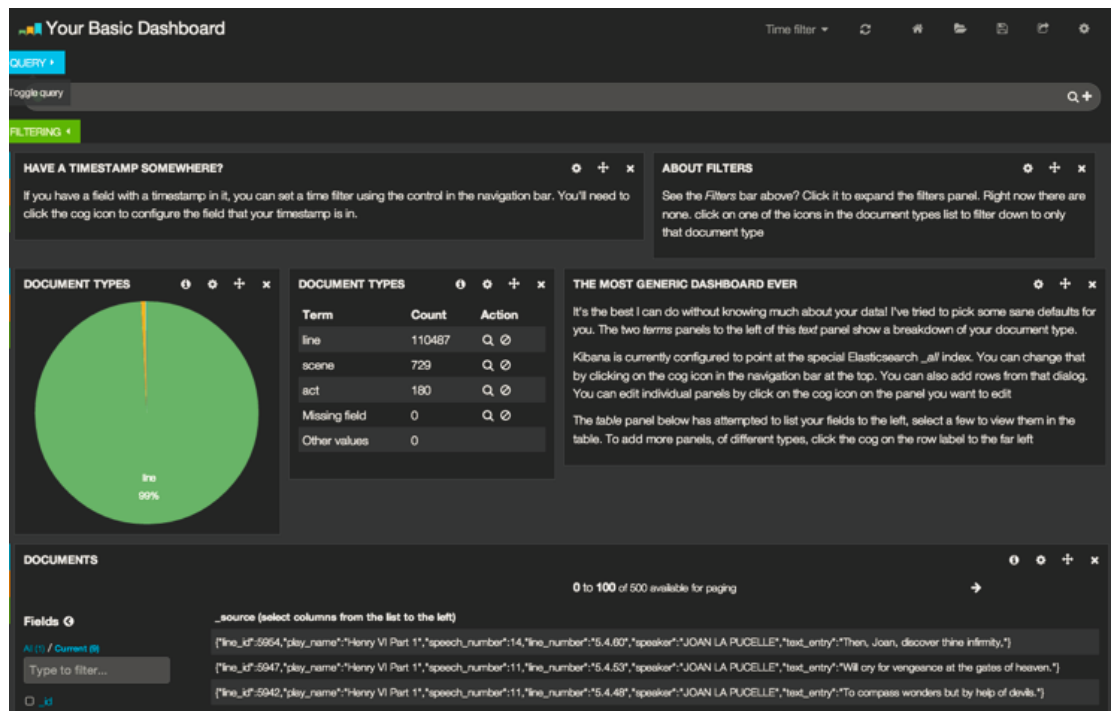 Your Basic Dashboard
Time filter
QUERY
Toggle query
FILTERING
HAVE A TIMESTAMP SOMEWHERE?
If you have a field with a timestamp in it, you can set a time filter using the control in the navigation bar. You'll need to
click the cog icon to configure the field that your timestamp is in.
ABOUT FILTERS
See the Filters bar above? Click it to expand the filters panel. Right now there are
none. click on one of the icons in the document types list to filter down to only
that document type
DOCUMENT TYPES
line
99%
DOCUMENT TYPES
Term Count Action
line 110487
scene 729
act 180
Missing field 0
Other values 0
THE MOST GENERIC DASHBOARD EVER
It's the best I can do without knowing much about your data! I've tried to pick some sane defaults for
you. The two terms panels to the left of this text panel show a breakdown of your document type.
Kibana is currently configured to point at the special Elasticsearch _all index. You can change that
by clicking on the cog icon in the navigation bar at the top. You can also add rows from that dialog.
You can edit individual panels by click on the cog icon on the panel you want to edit
The table panel below has attempted to list your fields to the left, select a few to view them in the
table. To add more panels, of different types, click the cog on the row label to the far left
DOCUMENTS
0 to 100 of 500 available for paging
Fields
All (1) / Current (9)
Type to filter...
_id
_source (select columns from the list to the left)
{"line_id":5954,"play_name":"Henry VI Part 1","speech_number":14,"line_number":"5.4.60","speaker":"JOAN LA PUCELLE","text_entry":"Then, Joan, discover thine infirmity,"}
{"line_id":5947,"play_name":"Henry VI Part 1","speech_number":11,"line_number":"5.4.53","speaker":"JOAN LA PUCELLE","text_entry":"Will cry for vengeance at the gates of heaven."}
{"line_id":5942,"play_name":"Henry VI Part 1","speech_number":11,"line_number":"5.4.48","speaker":"JOAN LA PUCELLE","text_entry":"To compass wonders but by help of devils."}